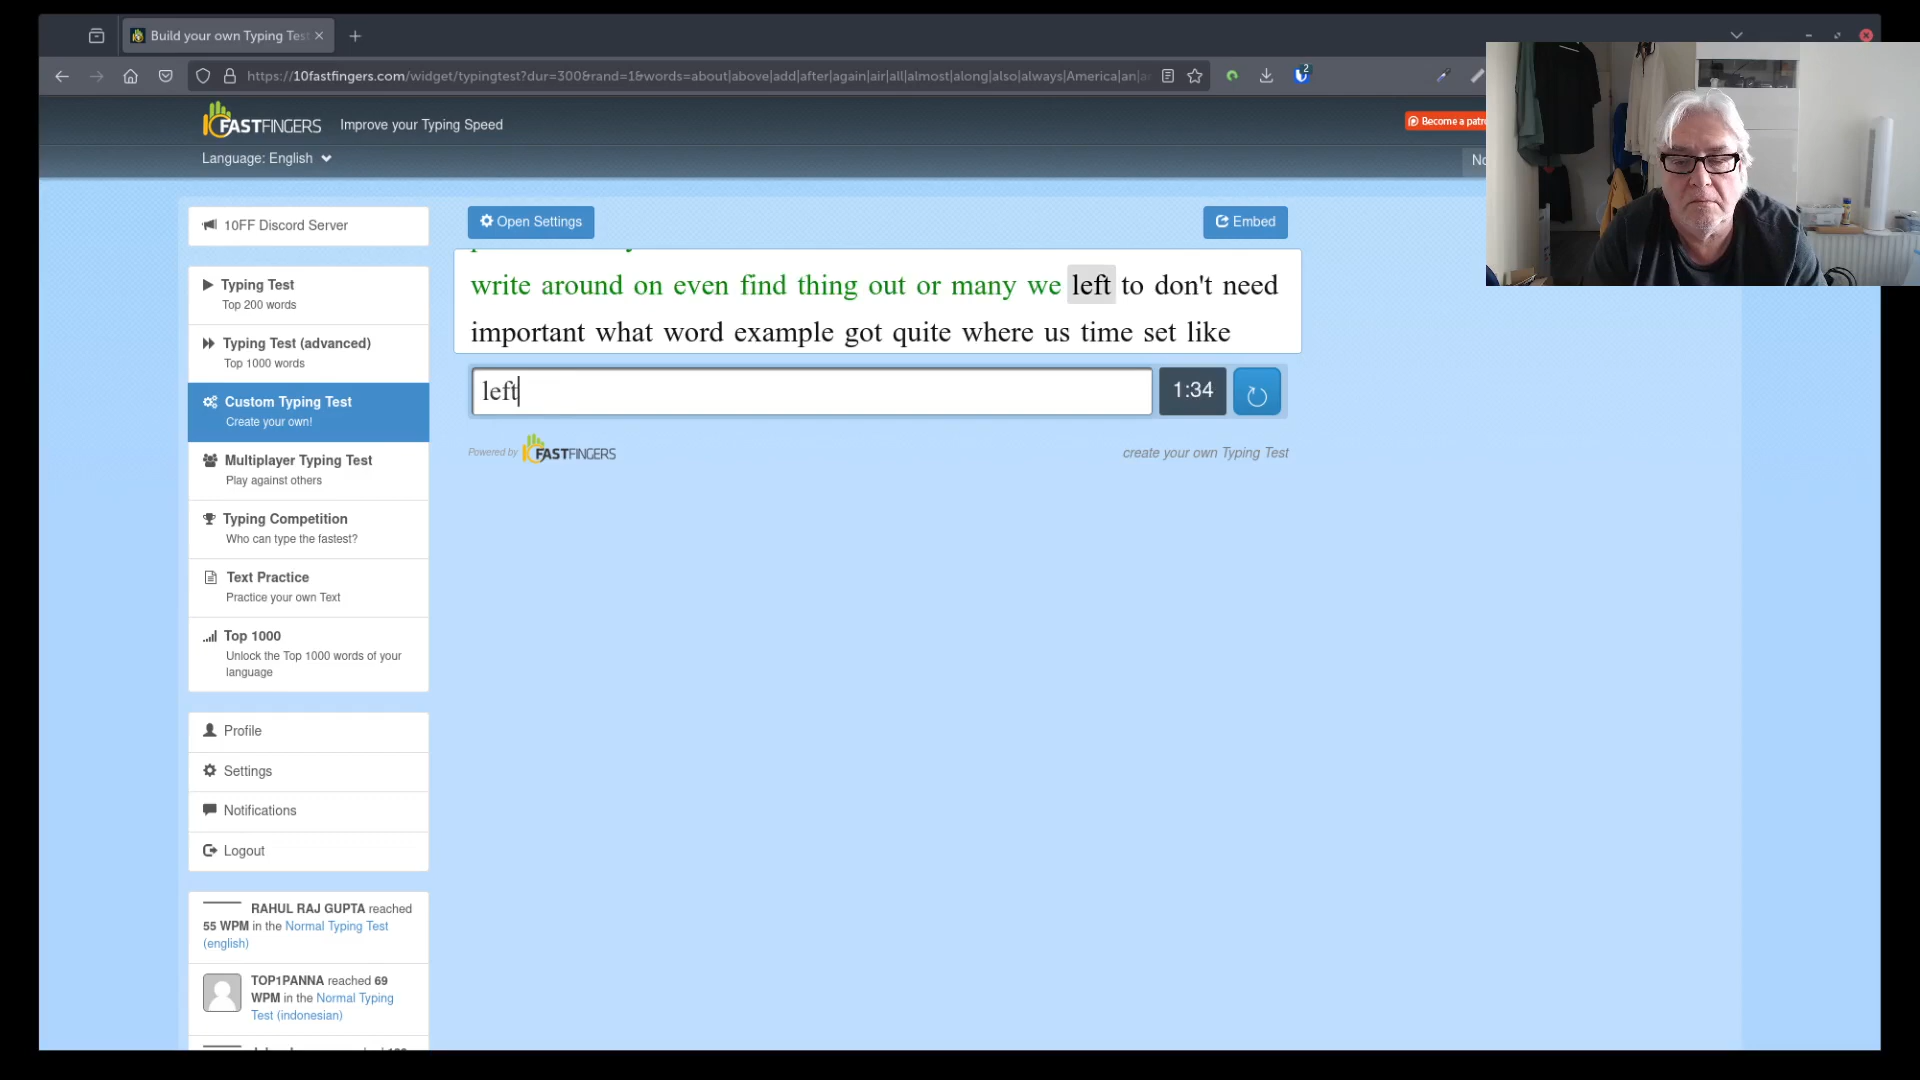 Build your own Typing Tes
https://10fastfingers.com/widget/typingtest?dur=300&rand=1&words=about|above|add|after|again|air|all|almost|along|also|always|America|an|a
2
FASTFINGERS
Improve your Typing Speed
Become a patr
Language: English
No
10FF Discord Server
Typing Test
Top 200 words
Typing Test (advanced)
Top 1000 words
Custom Typing Test
Create your own!
Multiplayer Typing Test
Play against others
Typing Competition
Who can type the fastest?
Text Practice
Practice your own Text
Top 1000
Unlock the Top 1000 words of your
language
Profile
Settings
Notifications
Logout
RAHUL RAJ GUPTA reached
55 WPM in the Normal Typing Test
(english)
TOP1PANNA reached 69
WPM in the Normal Typing
Test (indonesian)
Open Settings
Embed
write around on even find thing out or many we left to don't need
important what word example got quite where us time set like
left
1:34
Powered by
FASTFINGERS
create your own Typing Test